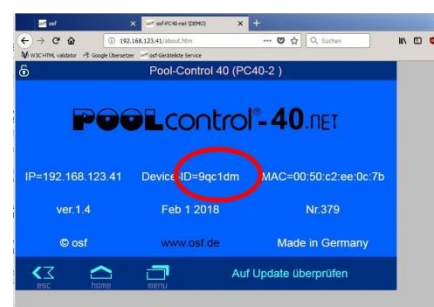 osf
osf-PC40-net (DEMO)
192.168.123.41/about.htm
Suchen
W3C HTML validator
Google Übersetzer
osf-Geräteliste Service
Pool-Control 40 (PC40-2 )
POOLcontrol®-40.NET
IP=192.168.123.41 Device-ID=9qc1dm MAC=00:50:c2:ee:0c:7b
ver.1.4 Feb 1 2018 Nr.379
© osf www.osf.de Made in Germany
esc home menu Auf Update überprüfen